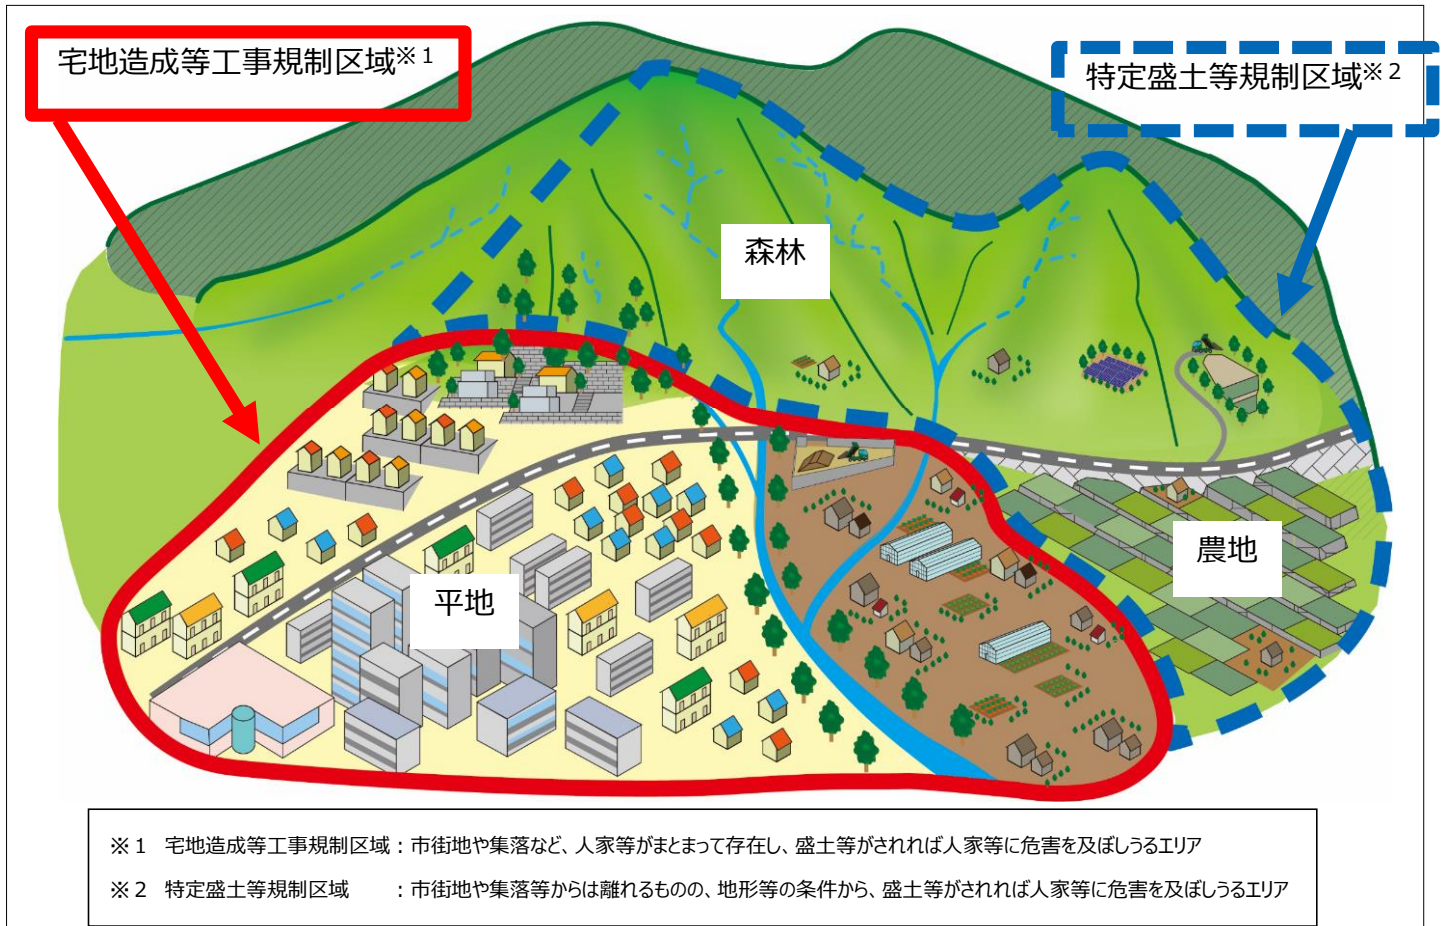 宅地造成等工事規制区域※1
特定盛土等規制区域※2
森林
農地
平地
※1 宅地造成等工事規制区域：市街地や集落など、人家等がまとまって存在し、盛土等がされれば人家等に危害を及ぼしうるエリア
※2 特定盛土等規制区域 ：市街地や集落等からは離れるものの、地形等の条件から、盛土等がされれば人家等に危害を及ぼしうるエリア